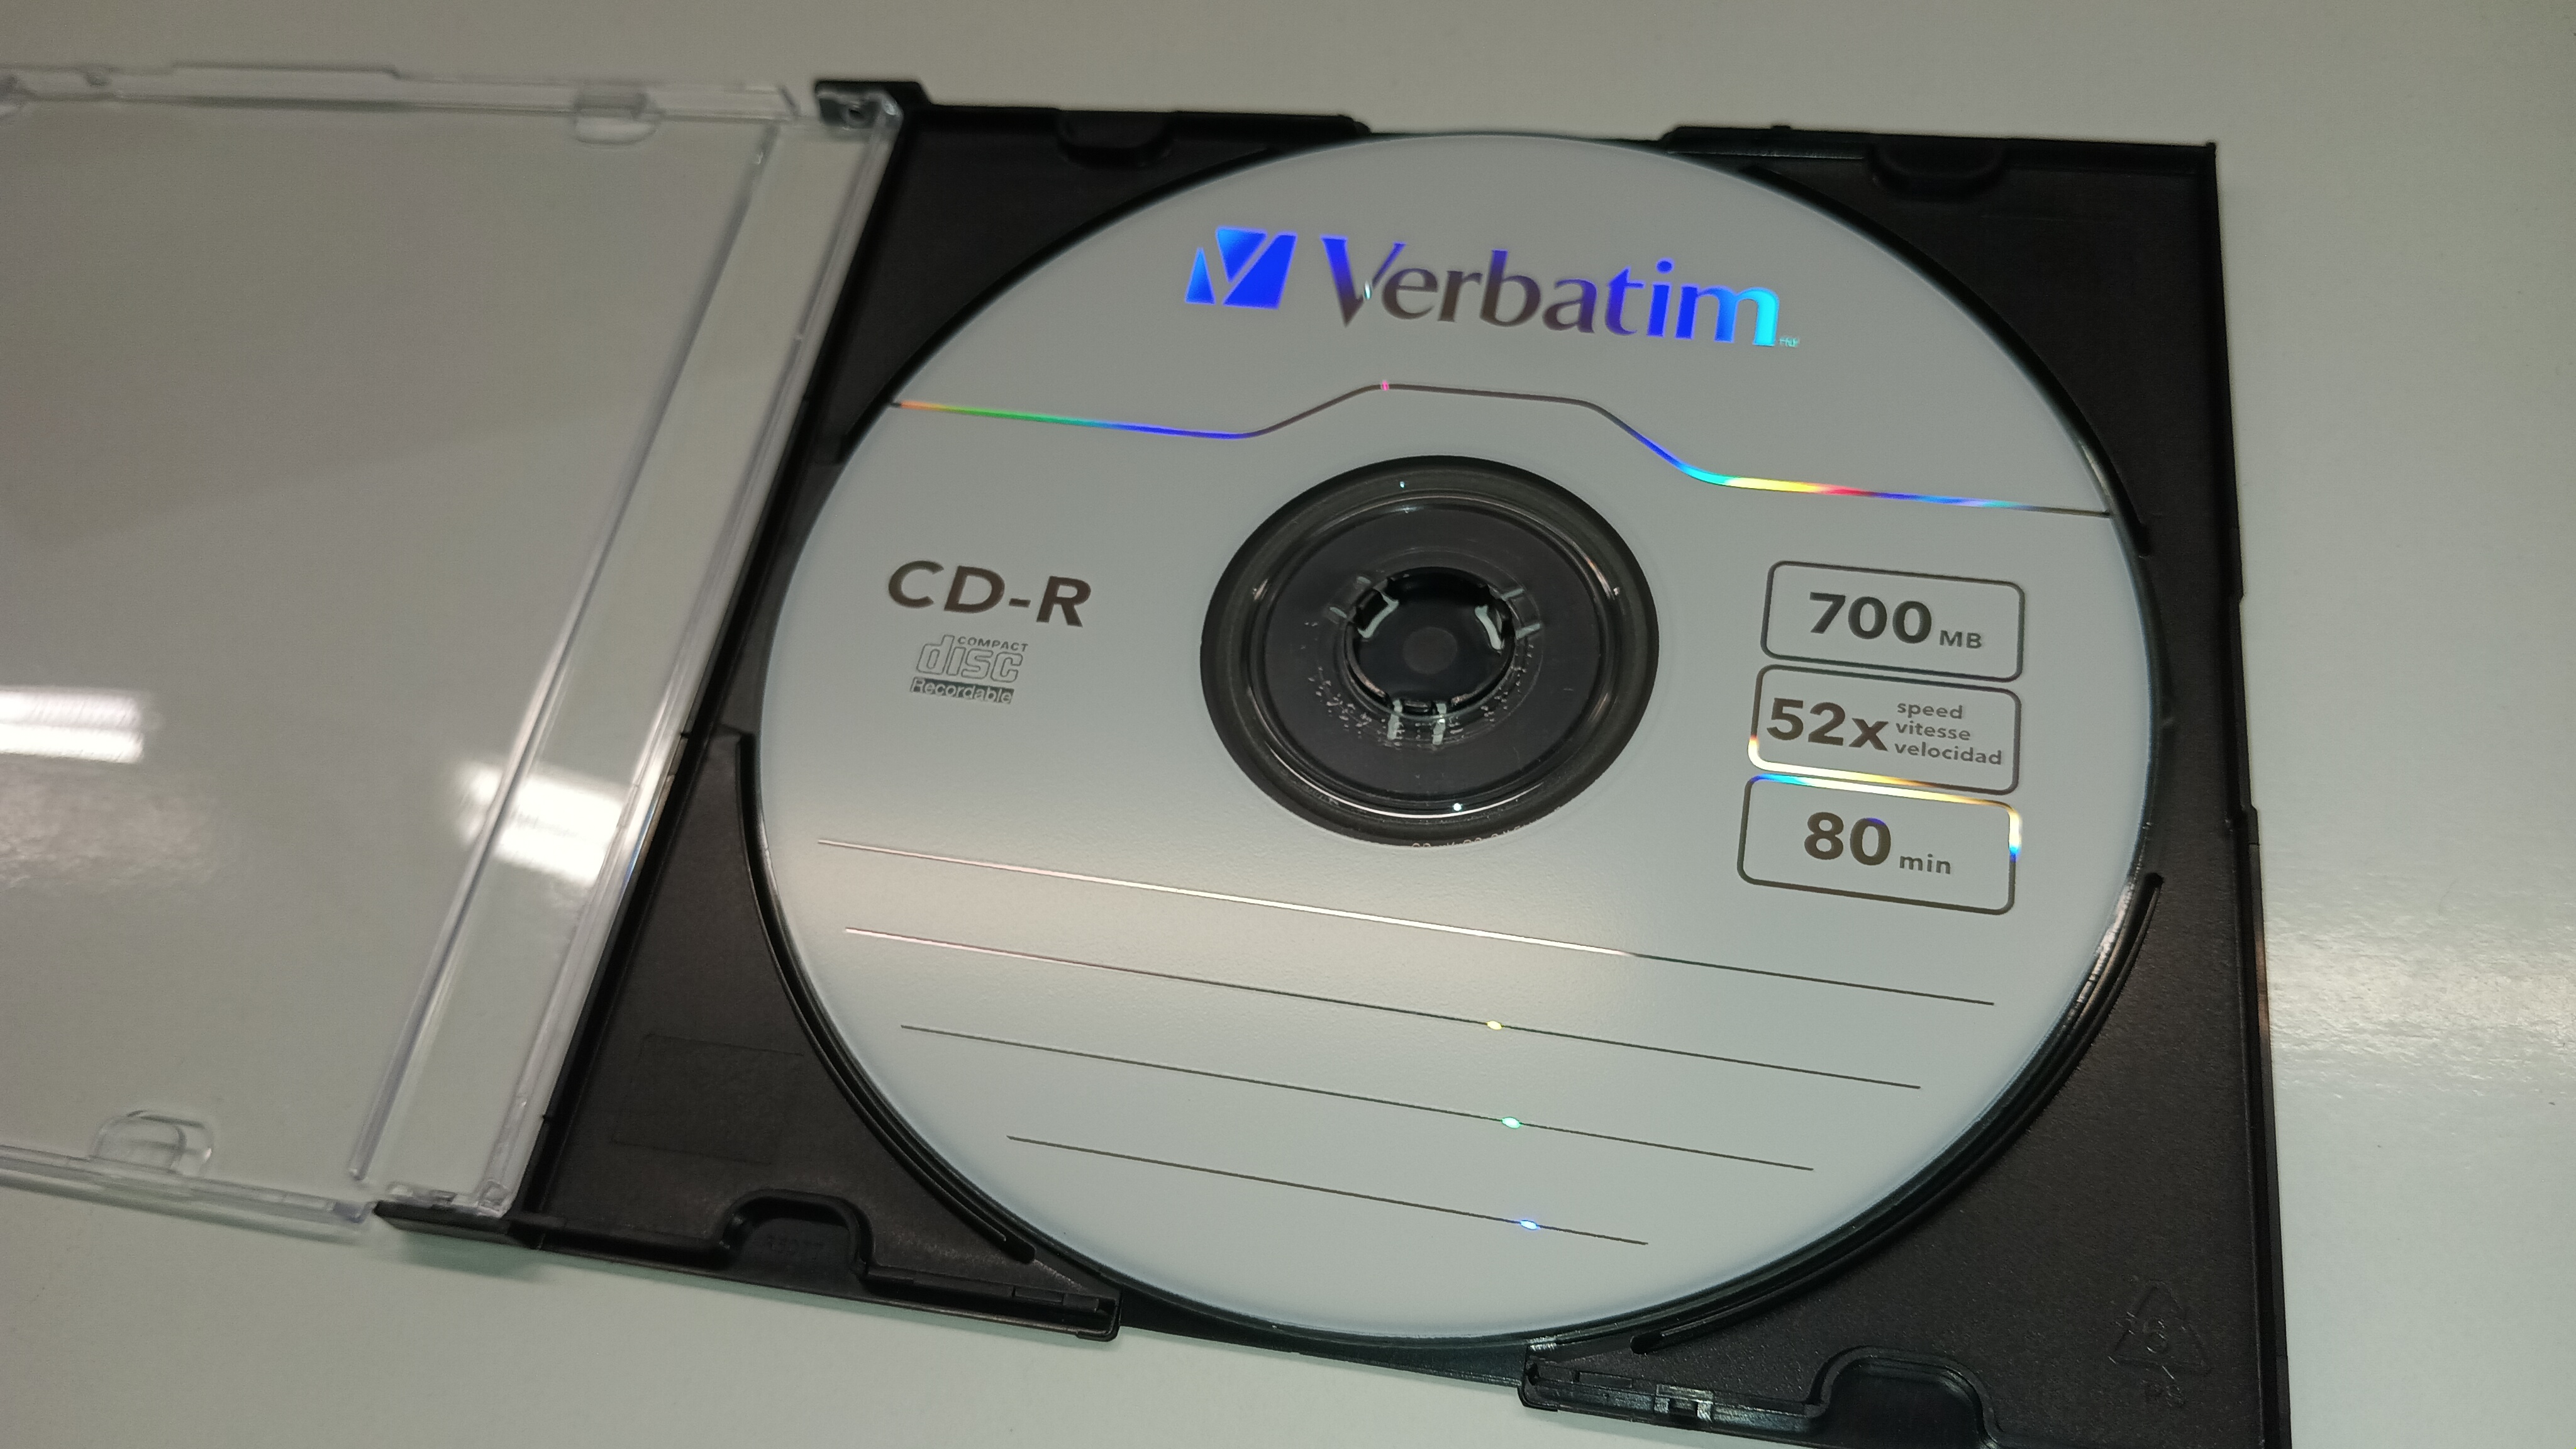 Verbatim
CD-R
COMPACT
disc
Recordable
700 MB
52x speed
vitesse
velocidad
80 min